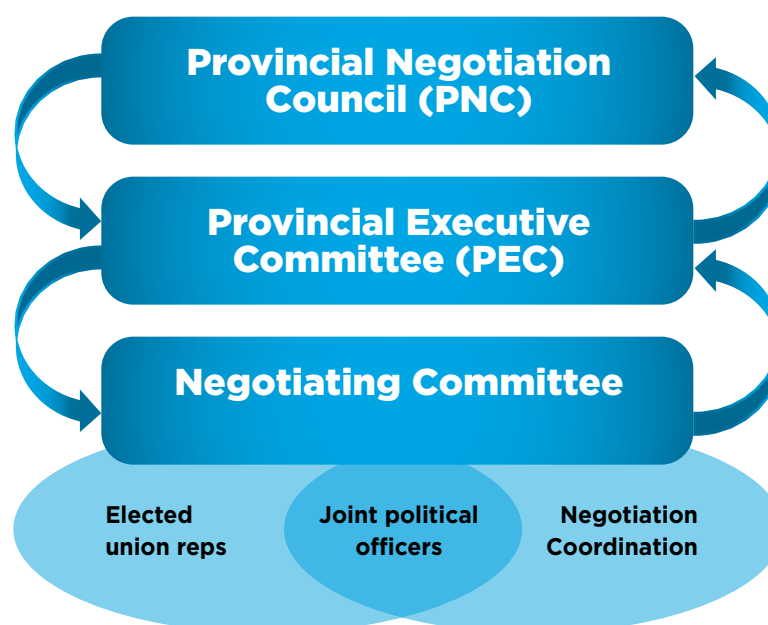 Provincial Negotiation
Council (PNC)
Provincial Executive
Committee (PEC)
Negotiating Committee
Elected
union reps
Joint political
officers
Negotiation
Coordination